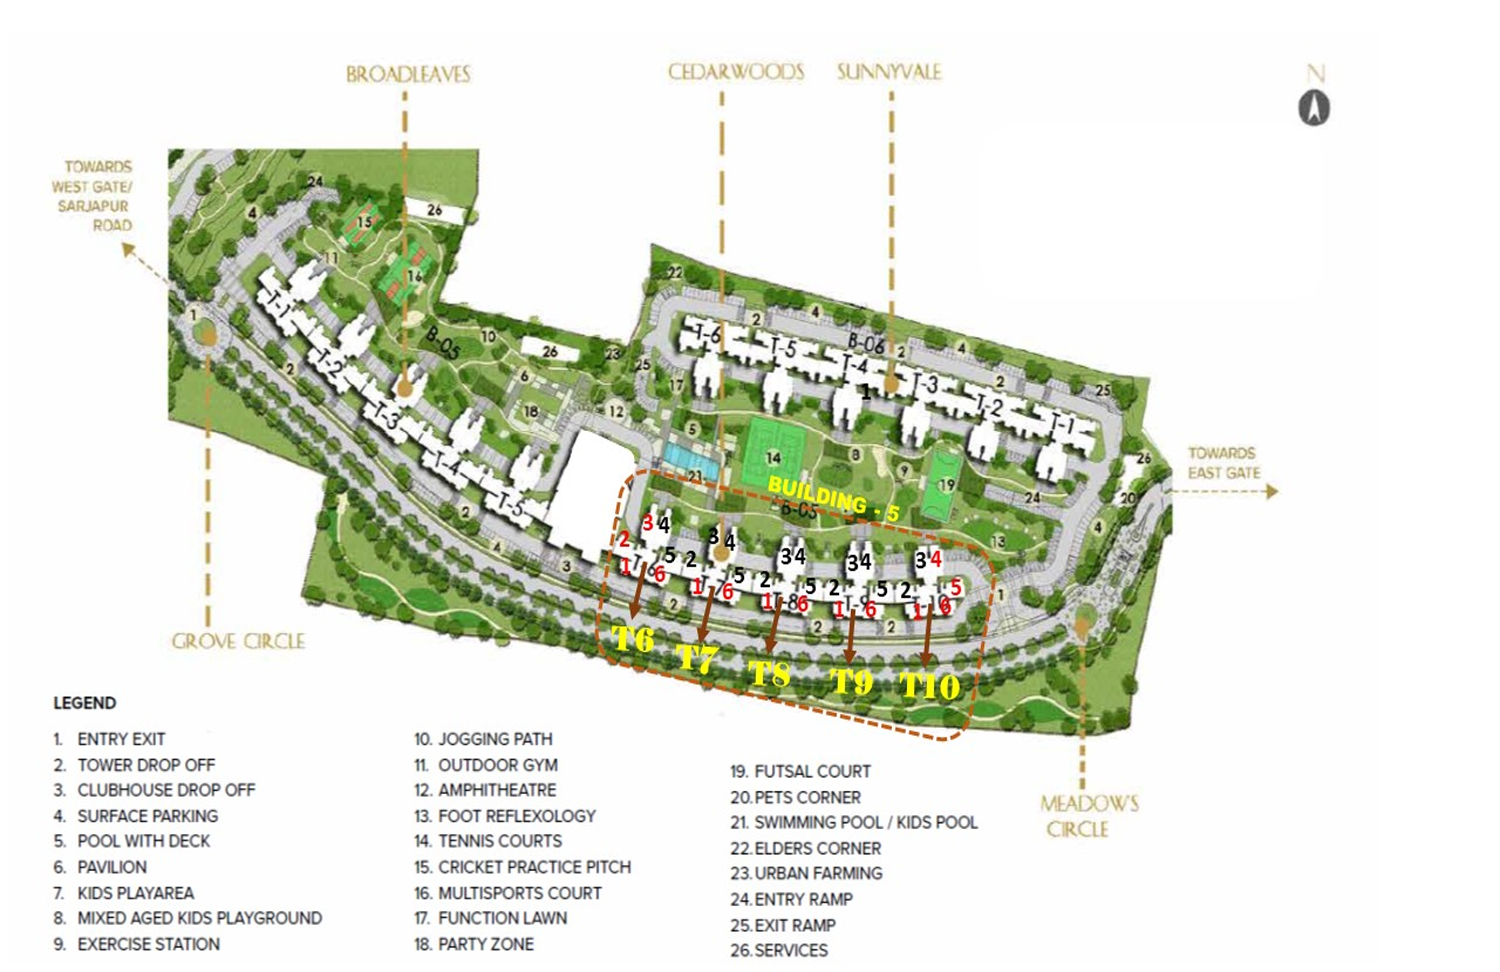 BROADLEAVES
CEDARWOODS
SUNNYVALE
N
TOWARDS
WEST GATE/
SARJAPUR
ROAD
24
4
15
26
11
16
1
T-1
B-05
10
26
23
2
T-2
6
18
12
T-3
T-4
T-5
2
4
3
22
2
4
T-6
T-5
B-06
2
4
T-4
1
T-3
2
25
25
17
T-2
T-1
5
14
8
9
19
21
24
26
20
4
13
1
TOWARDS
EAST GATE
BUILDING - 5
B-05
3 4
2
1
5
6
3 4
2
1
5
6
3 4
2
1
5
6
3 4
2
1
5
6
3 4
2
1
5
6
2
2
2
T6
T7
T8
T9
T10
GROVE CIRCLE
MEADOW'S
CIRCLE
LEGEND
1. ENTRY EXIT
2. TOWER DROP OFF
3. CLUBHOUSE DROP OFF
4. SURFACE PARKING
5. POOL WITH DECK
6. PAVILION
7. KIDS PLAYAREA
8. MIXED AGED KIDS PLAYGROUND
9. EXERCISE STATION
10. JOGGING PATH
11. OUTDOOR GYM
12. AMPHITHEATRE
13. FOOT REFLEXOLOGY
14. TENNIS COURTS
15. CRICKET PRACTICE PITCH
16. MULTISPORTS COURT
17. FUNCTION LAWN
18. PARTY ZONE
19. FUTSAL COURT
20. PETS CORNER
21. SWIMMING POOL / KIDS POOL
22. ELDERS CORNER
23. URBAN FARMING
24. ENTRY RAMP
25. EXIT RAMP
26. SERVICES